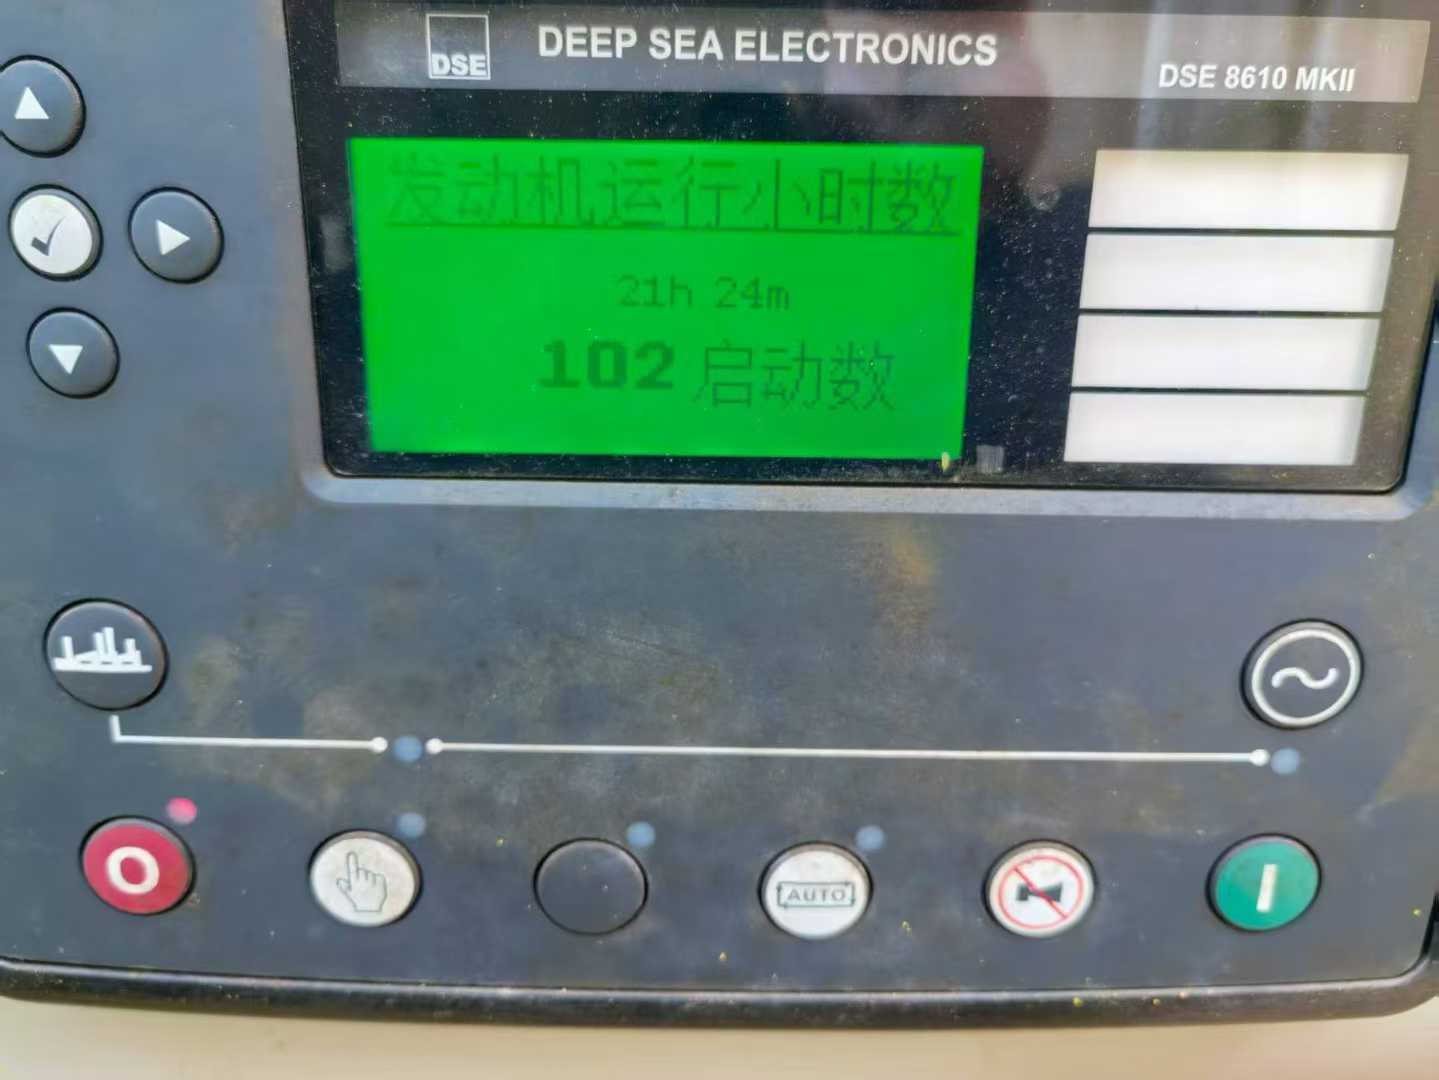 DSE
DEEP SEA ELECTRONICS
DSE 8610 MKII
发动机运行小时数
21h 24m
102 启动数
O
AUTO
I